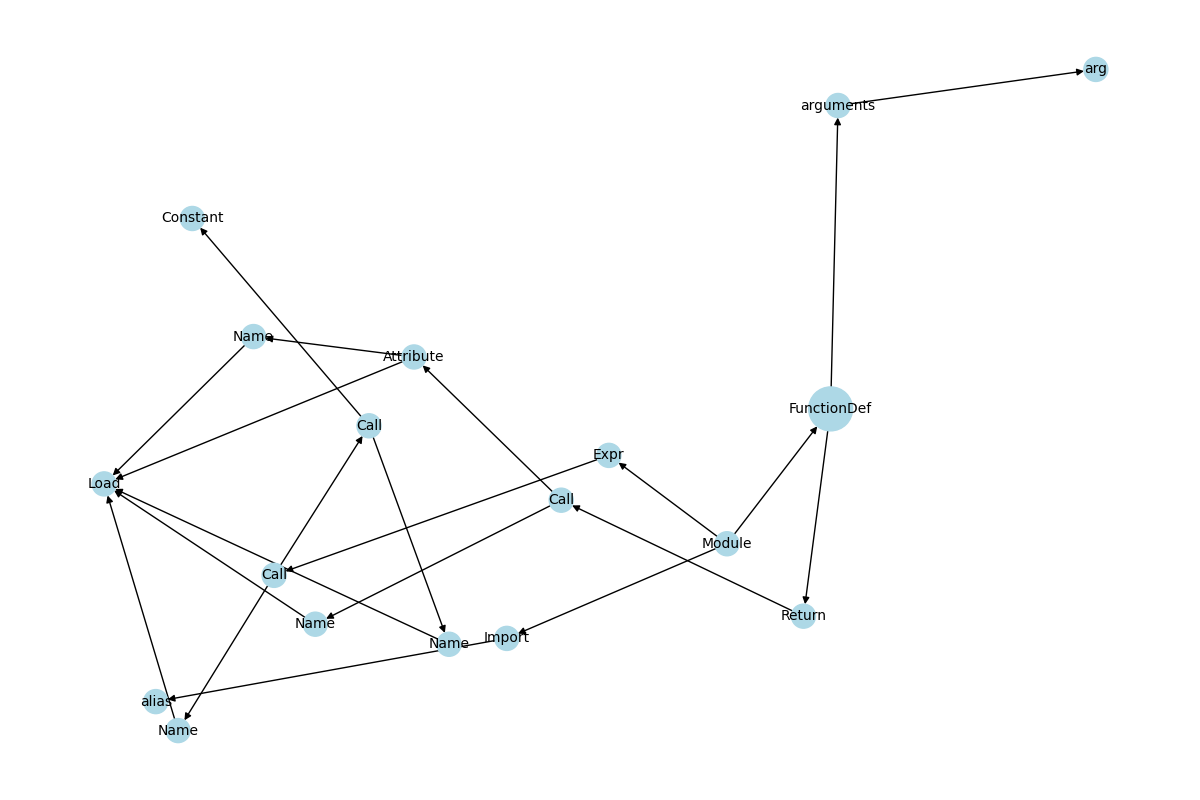 arg
arguments
Constant
Name
Attribute
FunctionDef
Call
Expr
Load
Call
Module
Call
Return
Name
Import
Name
alias
Name